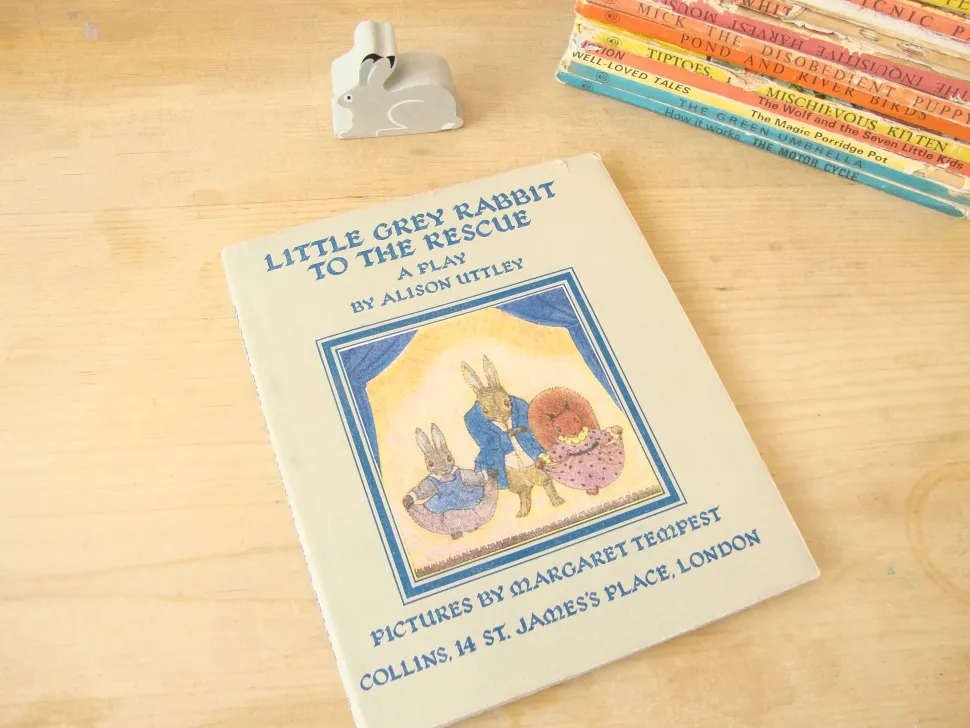 LITTLE GREY RABBIT
TO THE RESCUE
A PLAY
BY ALISON UTTLEY
PICTURES BY MARGARET TEMPEST
COLLINS, 14 ST. JAMES'S PLACE, LONDON
PICNIC
MICK THE DISOBEDIENT PUPPY
POND AND RIVER BIRDS
TIPTOES, MISCHIEVOUS KITTEN
The Wolf and the Seven Little Kids
WELL-LOVED TALES The Magic Porridge Pot
THE GREEN UMBRELLA
How it works: THE MOTOR CYCLE